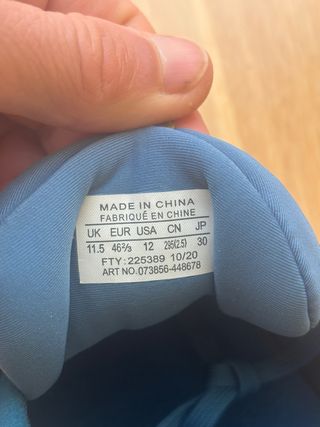 MADE IN CHINA
FABRIQUÉ EN CHINE
UK EUR USA CN JP
11.5 46⅔ 12 295(2.5) 30
FTY: 225389 10/20
ART NO.073856-448678